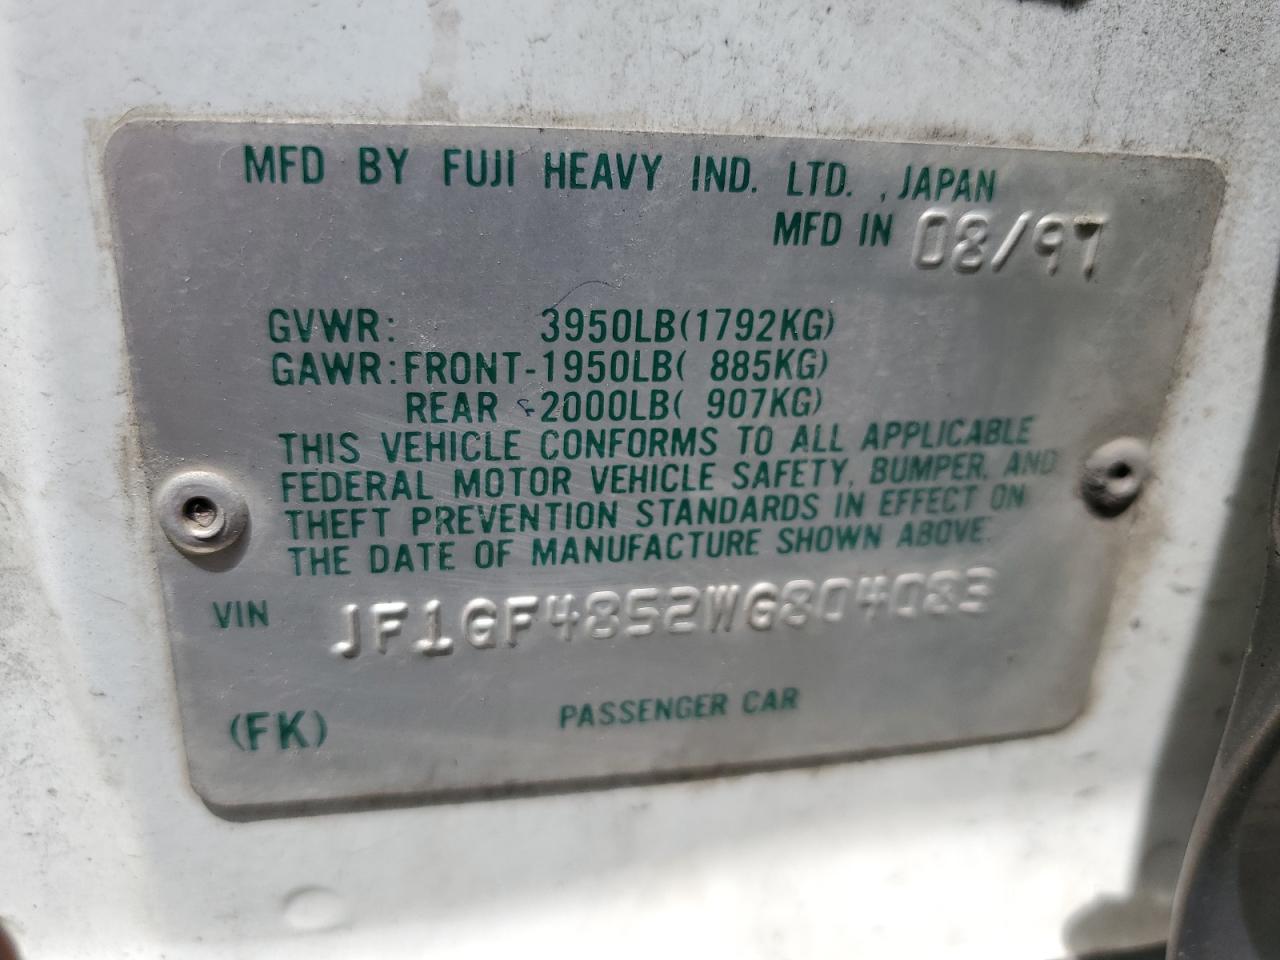 MFD BY FUJI HEAVY IND. LTD. , JAPAN
MFD IN 08/97
GVWR: 3950LB(1792KG)
GAWR:FRONT-1950LB( 885KG)
REAR -2000LB( 907KG)
THIS VEHICLE CONFORMS TO ALL APPLICABLE
FEDERAL MOTOR VEHICLE SAFETY, BUMPER, AND
THEFT PREVENTION STANDARDS IN EFFECT ON
THE DATE OF MANUFACTURE SHOWN ABOVE.
VIN JF1GF4852WG804083
(FK) PASSENGER CAR